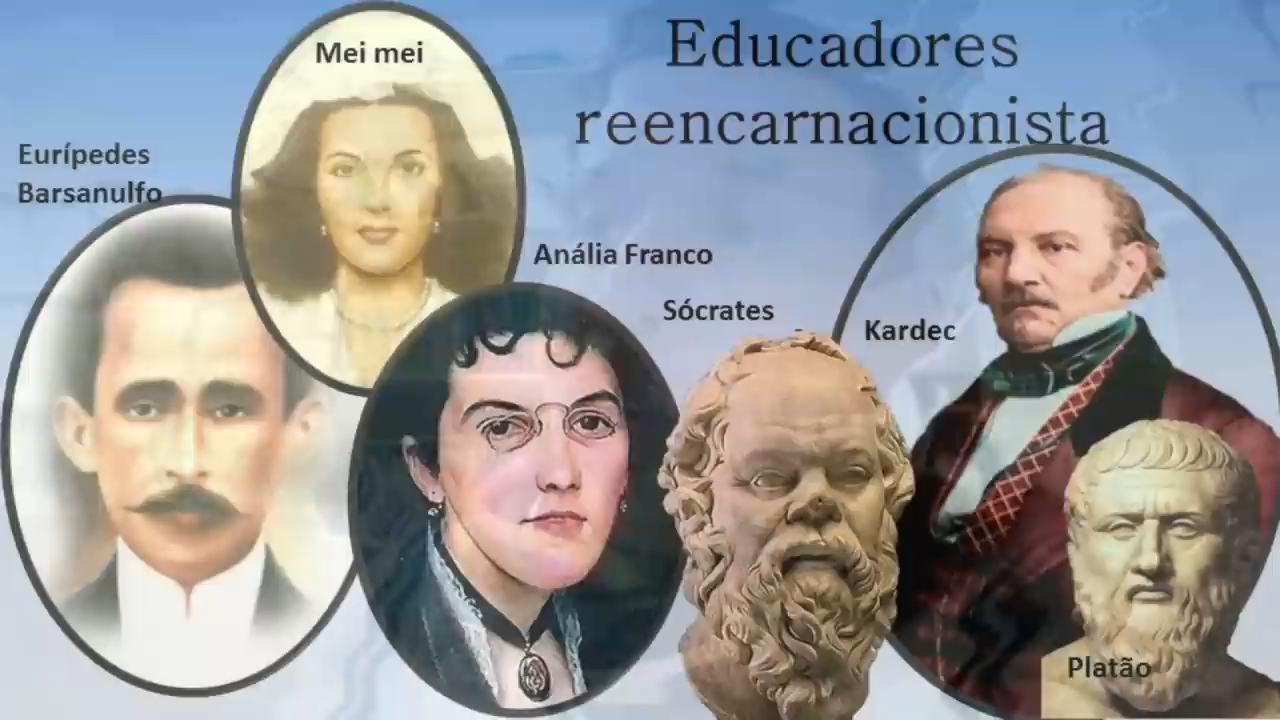 Educadores
reencarnacionista
Mei mei
Eurípedes
Barsanulfo
Anália Franco
Sócrates
Kardec
Platão